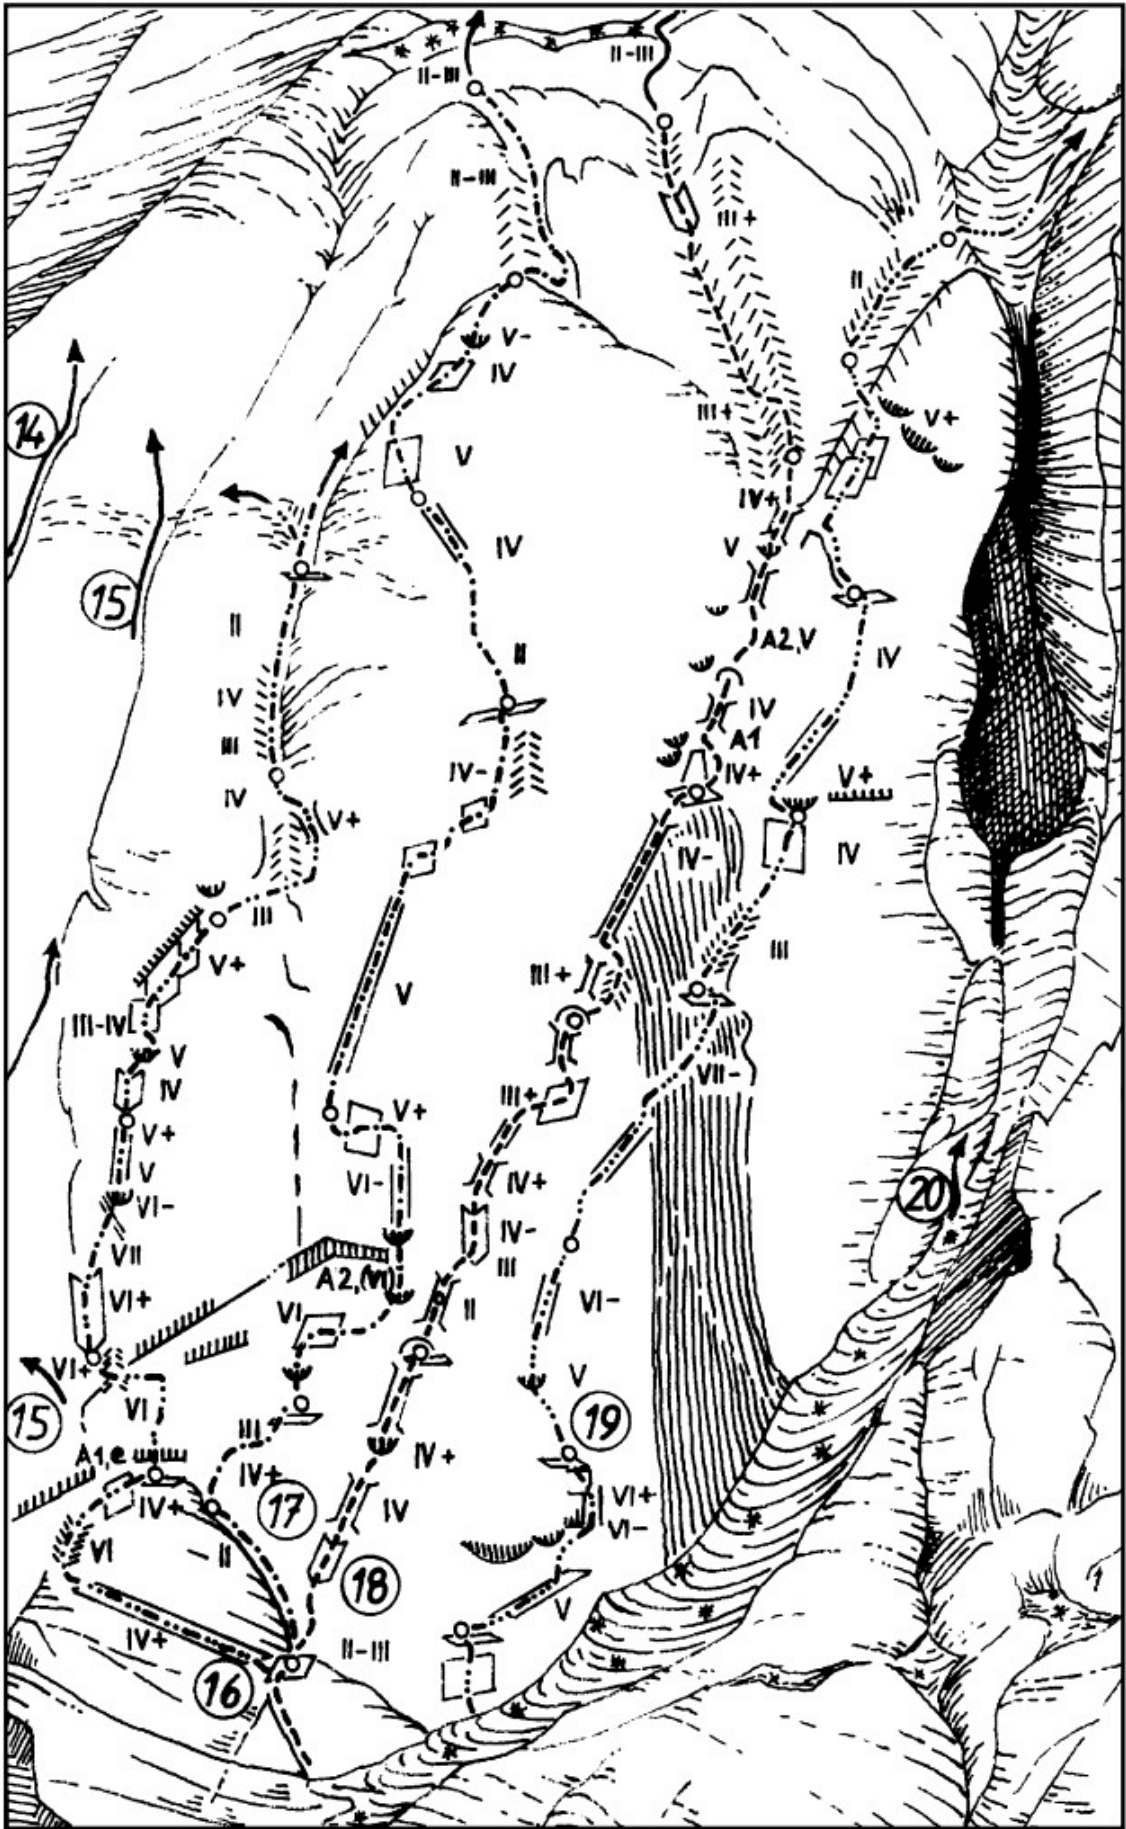 II-III
II-III
II-III
III+
II
V-
IV
14
III+
V+
V
IV+
IV
V
15
II
A2,V
II
IV
IV
IV
A1
III
IV-
IV+
V+
IV
V+
IV-
IV
III
V+
III
III+
V
III-IV
V
VII-
IV
III+
V+
V+
V
VI-
IV+
20
VI-
IV-
VII
III
A2,(VI)
VI+
II
VI-
VI
VI+
V
VI
15
19
III
A1,e
IV+
IV+
IV+
17
IV
VI+
VI-
VI
II
18
V
IV+
II-III
16